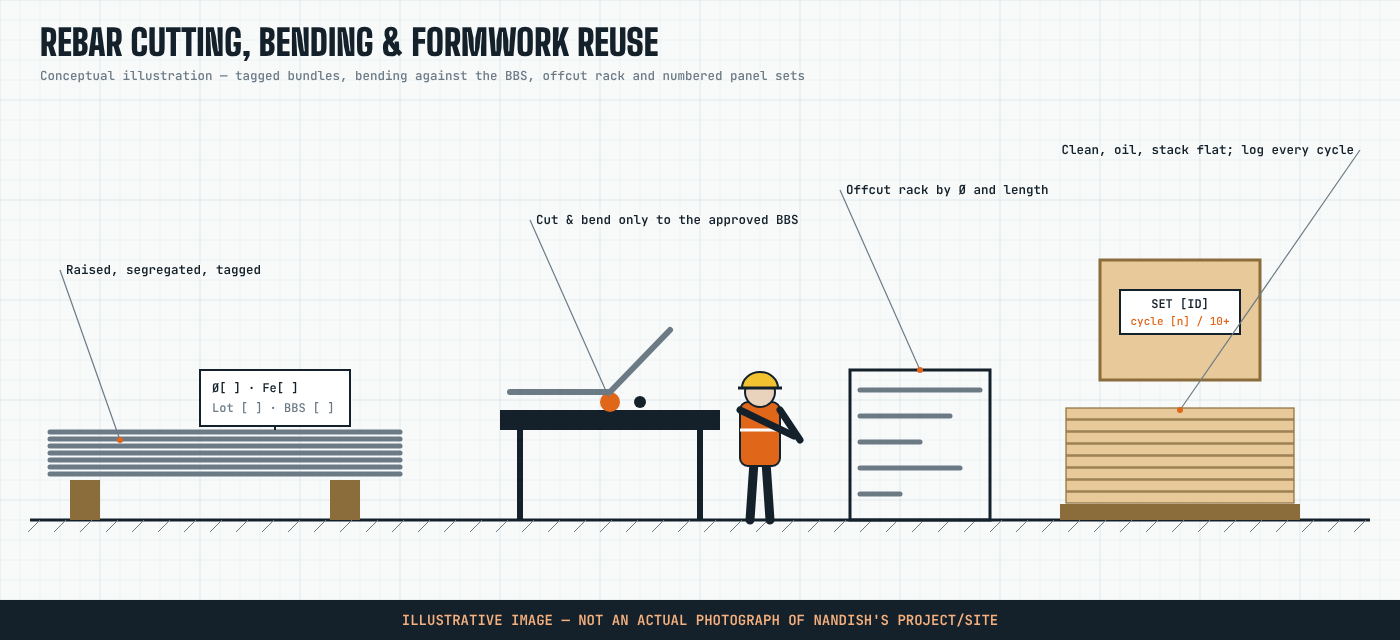 REBAR CUTTING, BENDING & FORMWORK REUSE
Conceptual illustration — tagged bundles, bending against the BBS, offcut rack and numbered panel sets
Clean, oil, stack flat; log every cycle
Offcut rack by Ø and length
Cut & bend only to the approved BBS
Raised, segregated, tagged
SET [ID]
cycle [n] / 10+
Ø[ ] · Fe[ ]
Lot [ ] · BBS [ ]
ILLUSTRATIVE IMAGE — NOT AN ACTUAL PHOTOGRAPH OF NANDISH'S PROJECT/SITE